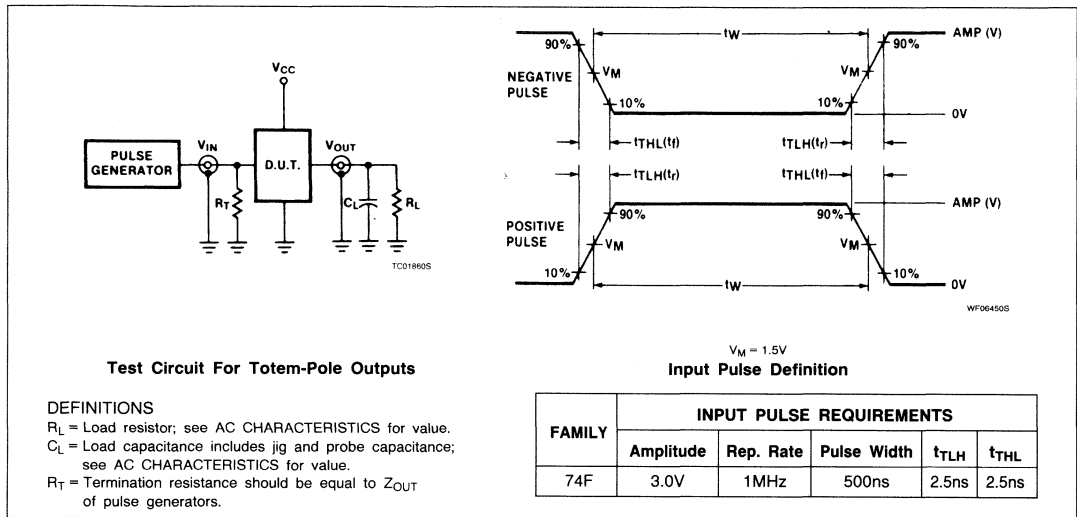 VCC
PULSE
GENERATOR
VIN
D.U.T.
VOUT
RT
CL
RL
TC01860S
NEGATIVE
PULSE
90%
VM
10%
tW
10%
VM
90%
AMP (V)
0V
tTHL(tf)
tTLH(tr)
tTLH(tr)
tTHL(tf)
POSITIVE
PULSE
90%
VM
10%
tW
90%
VM
10%
AMP (V)
0V
WF06450S
Test Circuit For Totem-Pole Outputs
DEFINITIONS
RL = Load resistor; see AC CHARACTERISTICS for value.
CL = Load capacitance includes jig and probe capacitance;
see AC CHARACTERISTICS for value.
RT = Termination resistance should be equal to ZOUT
of pulse generators.
VM = 1.5V
Input Pulse Definition
FAMILY
INPUT PULSE REQUIREMENTS
Amplitude Rep. Rate Pulse Width tTLH tTHL
74F 3.0V 1MHz 500ns 2.5ns 2.5ns